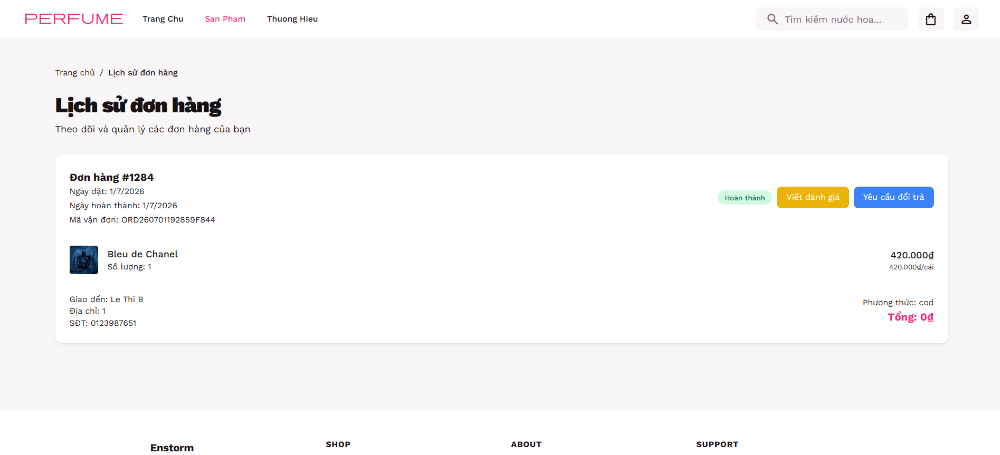 PERFUME
Trang Chu
San Pham
Thuong Hieu
Tìm kiếm nước hoa...
Trang chủ / Lịch sử đơn hàng
Lịch sử đơn hàng
Theo dõi và quản lý các đơn hàng của bạn
Đơn hàng #1284
Ngày đặt: 1/7/2026
Ngày hoàn thành: 1/7/2026
Mã vận đơn: ORD260701192859F844
Hoàn thành
Viết đánh giá
Yêu cầu đổi trả
Bleu de Chanel
Số lượng: 1
420.000₫
420.000₫/cái
Giao đến: Le Thi B
Địa chỉ: 1
SĐT: 0123987651
Phương thức: cod
Tổng: 0₫
Enstorm
SHOP
ABOUT
SUPPORT